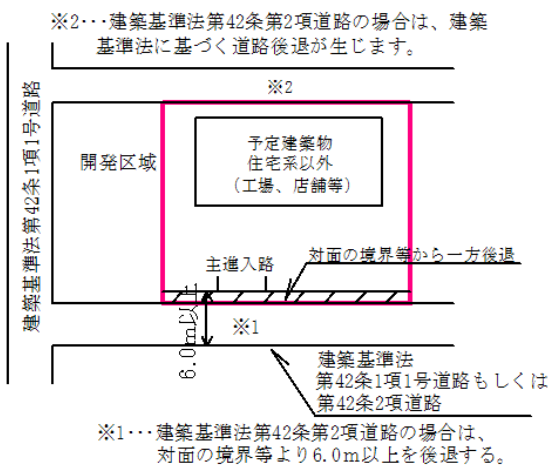 ※2･･･建築基準法第42条第2項道路の場合は、建築
基準法に基づく道路後退が生じます。
建築基準法第42条1項1号道路
※2
開発区域
予定建築物
住宅系以外
（工場、店舗等）
主進入路
対面の境界等から一方後退
6.0m以上
※1
建築基準法
第42条1項1号道路もしくは
第42条2項道路
※1･･･建築基準法第42条第2項道路の場合は、
対面の境界等より6.0m以上を後退する。